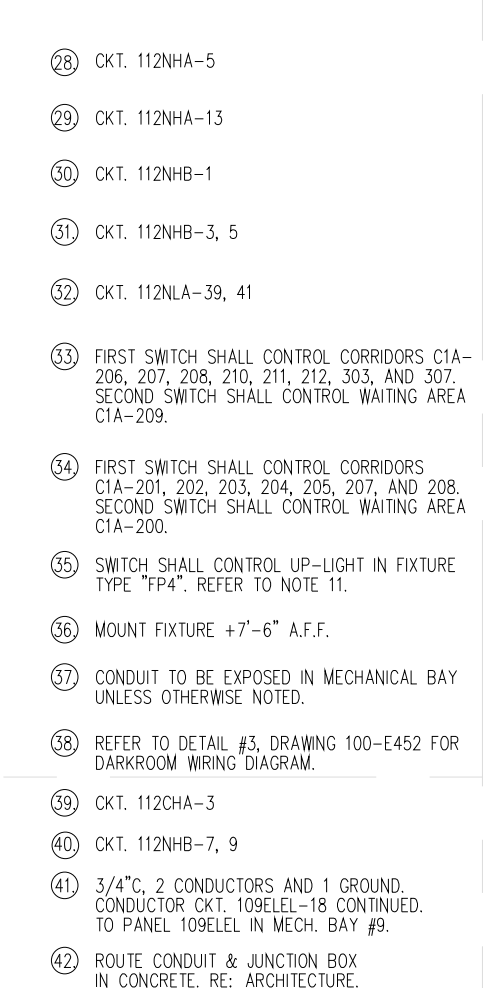 28. CKT. 112NHA-5
29. CKT. 112NHA-13
30. CKT. 112NHB-1
31. CKT. 112NHB-3, 5
32. CKT. 112NLA-39, 41
33. FIRST SWITCH SHALL CONTROL CORRIDORS C1A-
206, 207, 208, 210, 211, 212, 303, AND 307.
SECOND SWITCH SHALL CONTROL WAITING AREA
C1A-209.
34. FIRST SWITCH SHALL CONTROL CORRIDORS
C1A-201, 202, 203, 204, 205, 207, AND 208.
SECOND SWITCH SHALL CONTROL WAITING AREA
C1A-200.
35. SWITCH SHALL CONTROL UP-LIGHT IN FIXTURE
TYPE "FP4". REFER TO NOTE 11.
36. MOUNT FIXTURE +7'-6" A.F.F.
37. CONDUIT TO BE EXPOSED IN MECHANICAL BAY
UNLESS OTHERWISE NOTED.
38. REFER TO DETAIL #3, DRAWING 100-E452 FOR
DARKROOM WIRING DIAGRAM.
39. CKT. 112CHA-3
40. CKT. 112NHB-7, 9
41. 3/4"C, 2 CONDUCTORS AND 1 GROUND.
CONDUCTOR CKT. 109ELEL-18 CONTINUED.
TO PANEL 109ELEL IN MECH. BAY #9.
42. ROUTE CONDUIT & JUNCTION BOX
IN CONCRETE. RE: ARCHITECTURE.